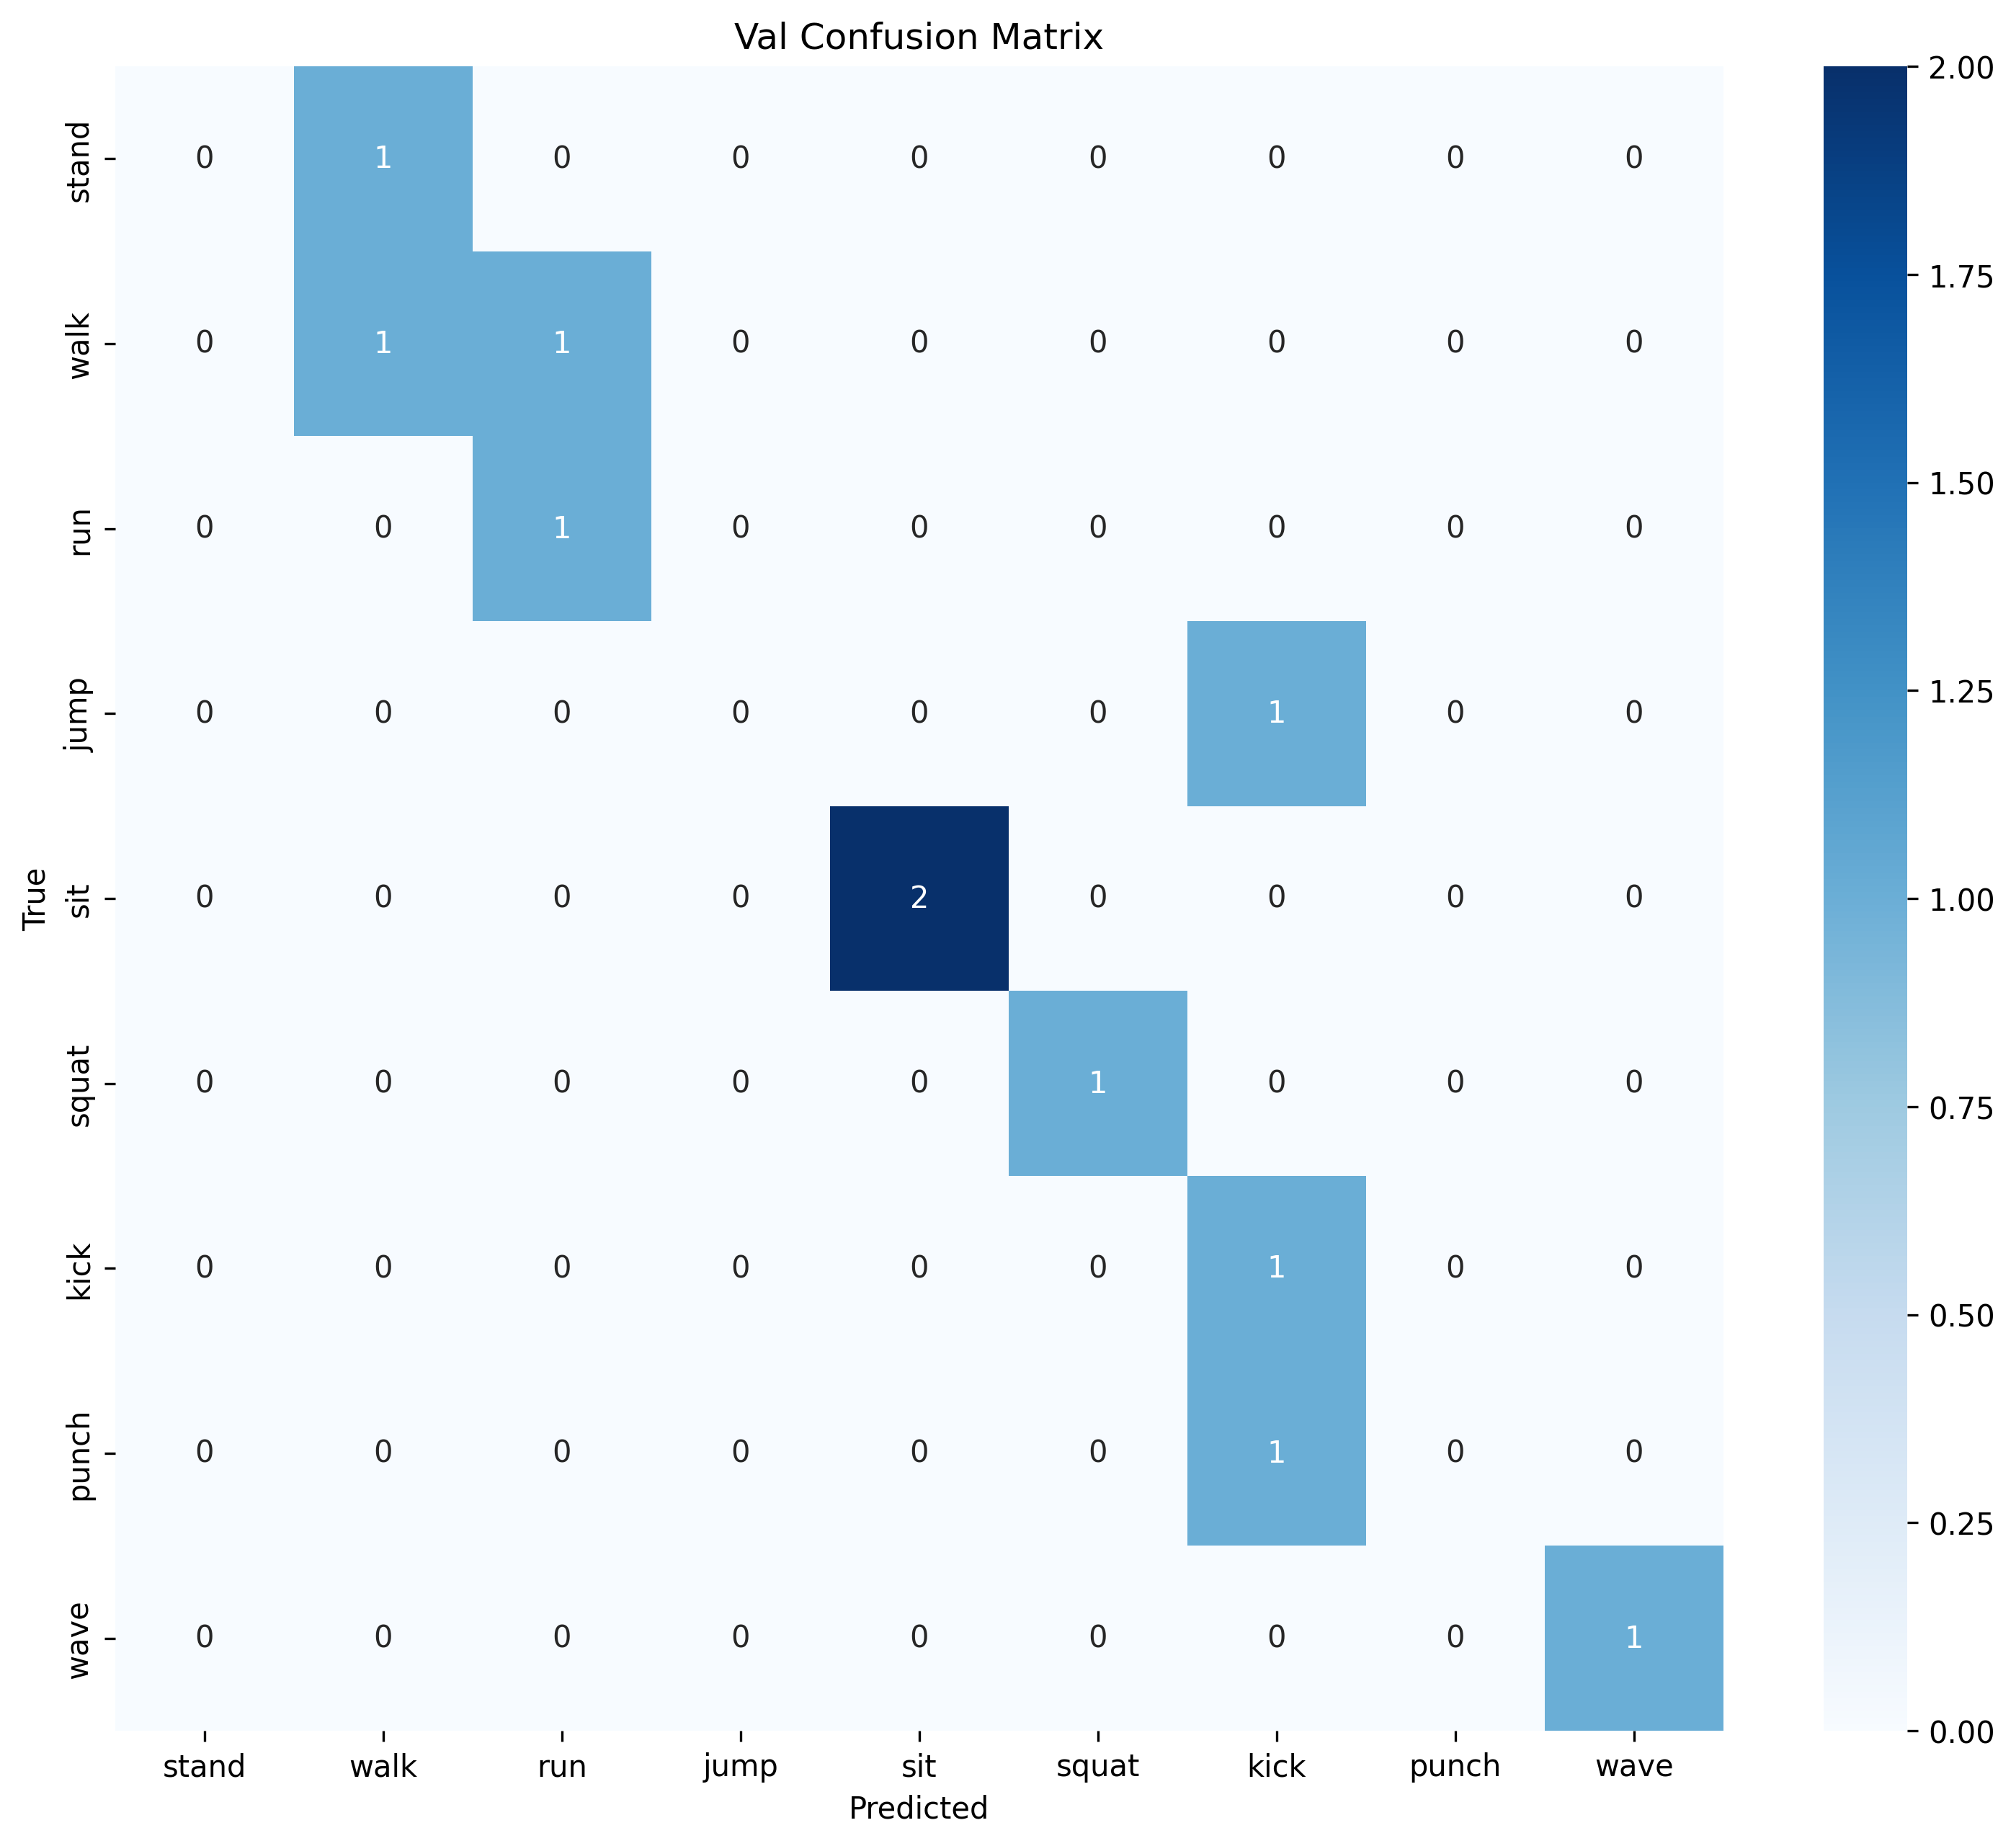 Val Confusion Matrix
True
stand 0 1 0 0 0 0 0 0 0
walk 0 1 1 0 0 0 0 0 0
run 0 0 1 0 0 0 0 0 0
jump 0 0 0 0 0 0 1 0 0
sit 0 0 0 0 2 0 0 0 0
squat 0 0 0 0 0 1 0 0 0
kick 0 0 0 0 0 0 1 0 0
punch 0 0 0 0 0 0 1 0 0
wave 0 0 0 0 0 0 0 0 1
stand walk run jump sit squat kick punch wave
Predicted
2.00
1.75
1.50
1.25
1.00
0.75
0.50
0.25
0.00